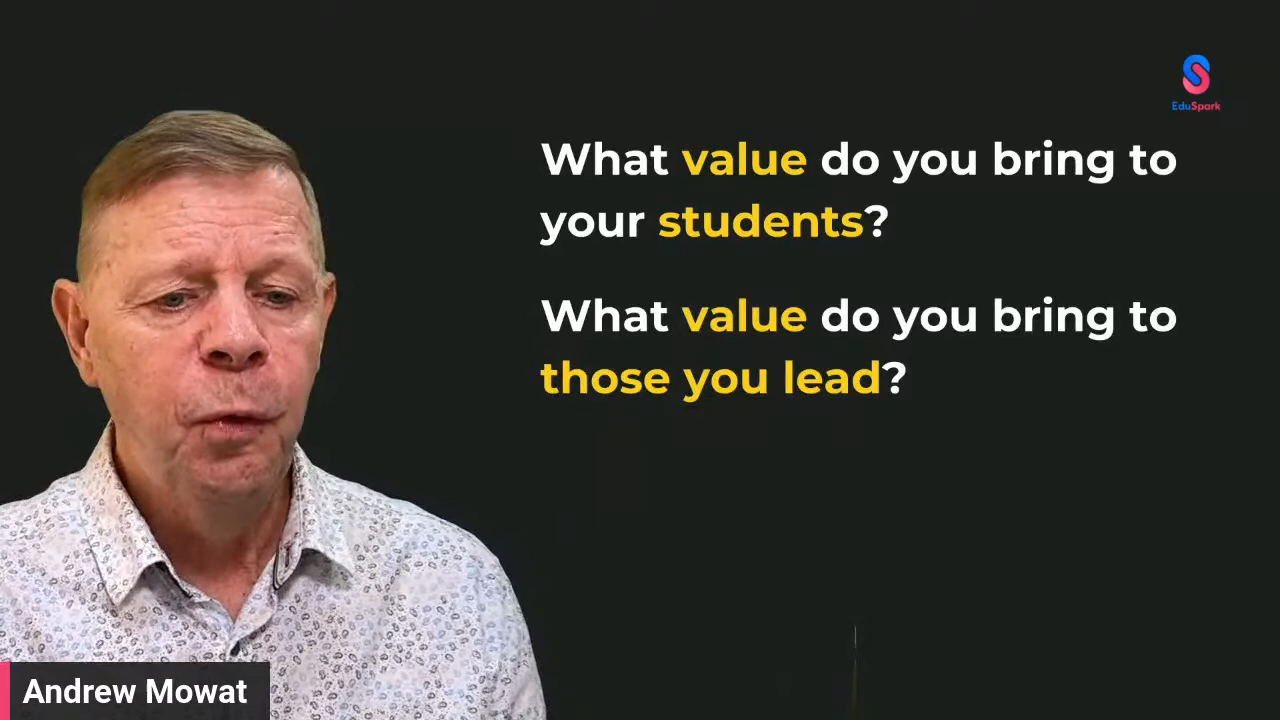 EduSpark
What value do you bring to
your students?
What value do you bring to
those you lead?
Andrew Mowat